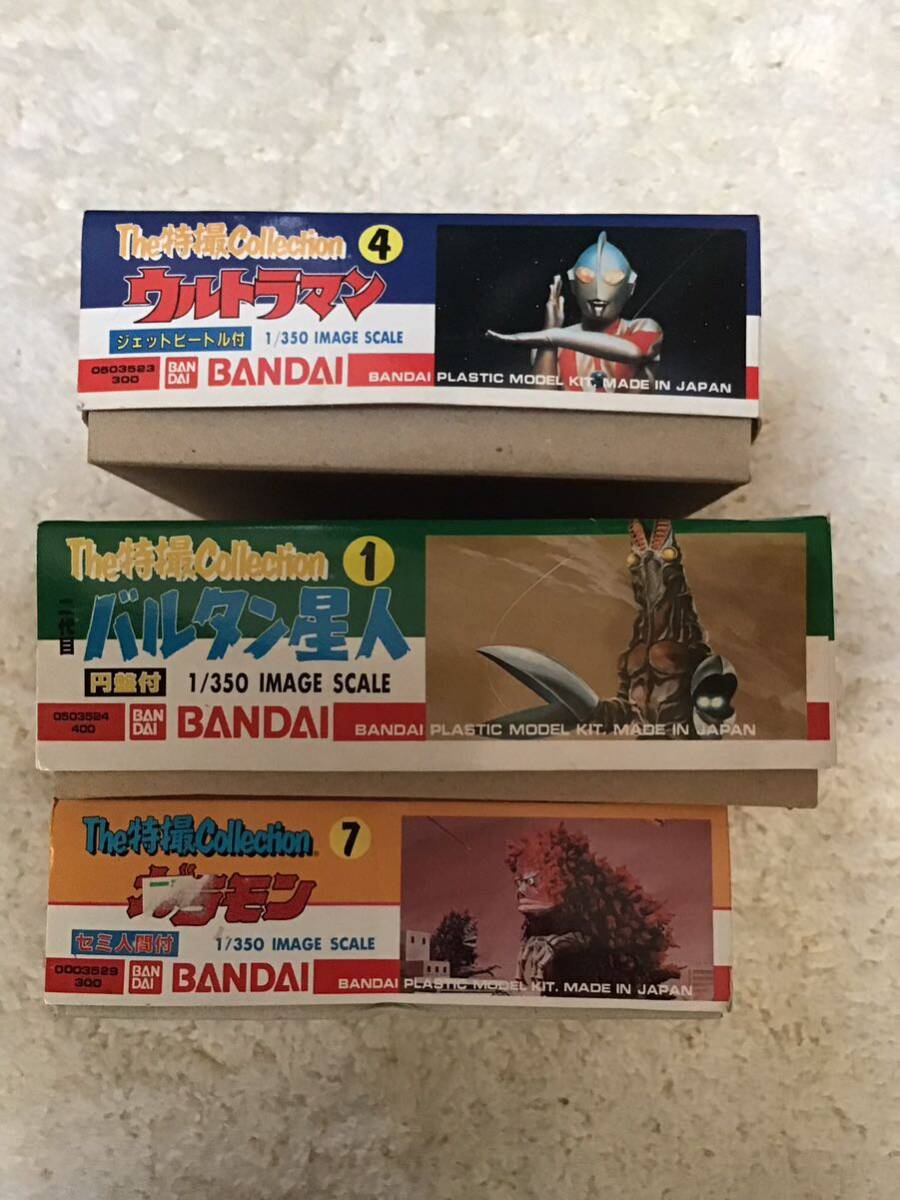 The特撮Collection 4
ウルトラマン
ジェットビートル付 1/350 IMAGE SCALE
0503523
300
BAN
DAI
BANDAI
BANDAI PLASTIC MODEL KIT. MADE IN JAPAN
The特撮Collection 1
二代目
バルタン星人
円盤付 1/350 IMAGE SCALE
0503524
400
BAN
DAI
BANDAI
BANDAI PLASTIC MODEL KIT. MADE IN JAPAN
The特撮Collection 7
ガラモン
セミ人間付 1/350 IMAGE SCALE
0003529
300
BAN
DAI
BANDAI
BANDAI PLASTIC MODEL KIT. MADE IN JAPAN